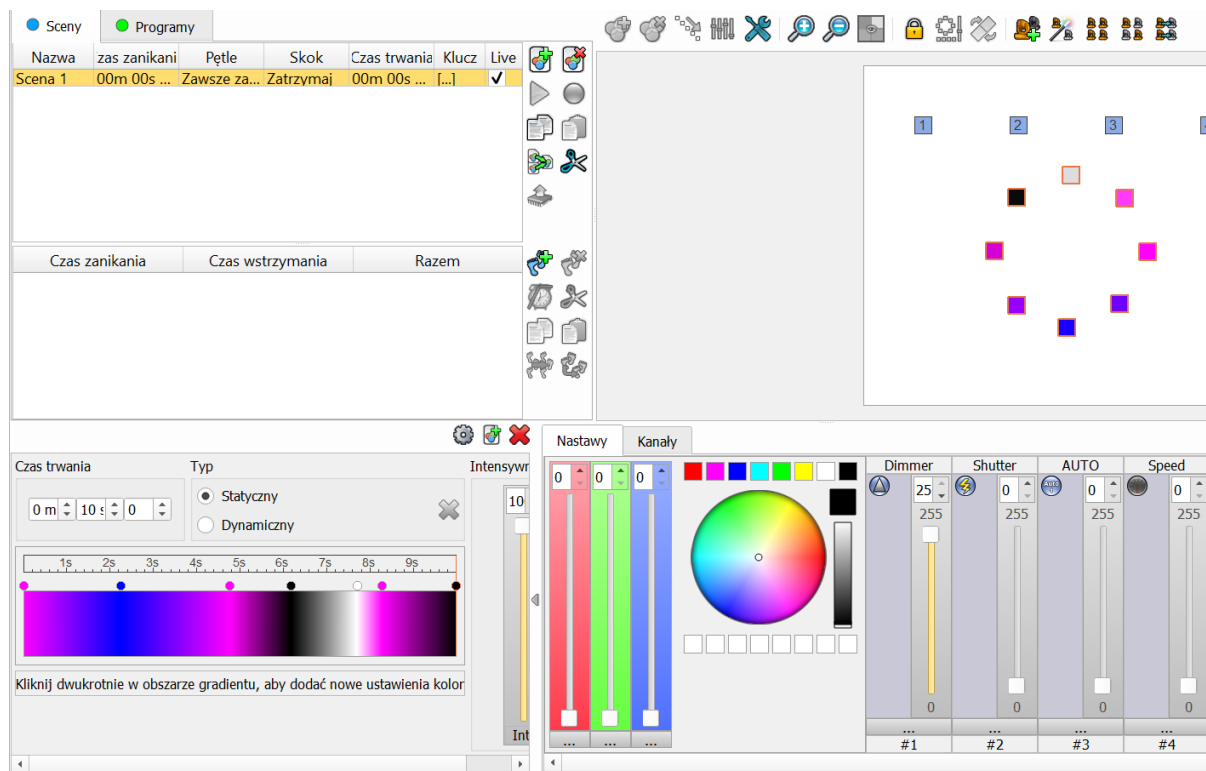 Sceny Programy
Nazwa zas zanikani Pętle Skok Czas trwania Klucz Live
Scena 1 00m 00s ... Zawsze za... Zatrzymaj 00m 00s ... [...]
1 2 3
Czas zanikania Czas wstrzymania Razem
Czas trwania Typ Intensywn
0 m 10 s 0
Statyczny
Dynamiczny
10
1s 2s 3s 4s 5s 6s 7s 8s 9s
Kliknij dwukrotnie w obszarze gradientu, aby dodać nowe ustawienia kolor
Int
Nastawy Kanały
0 0 0
... ... ...
Dimmer Shutter AUTO Speed
Auto
25 0 0 0
255 255 255 255
0 0 0 0
... ... ... ...
#1 #2 #3 #4